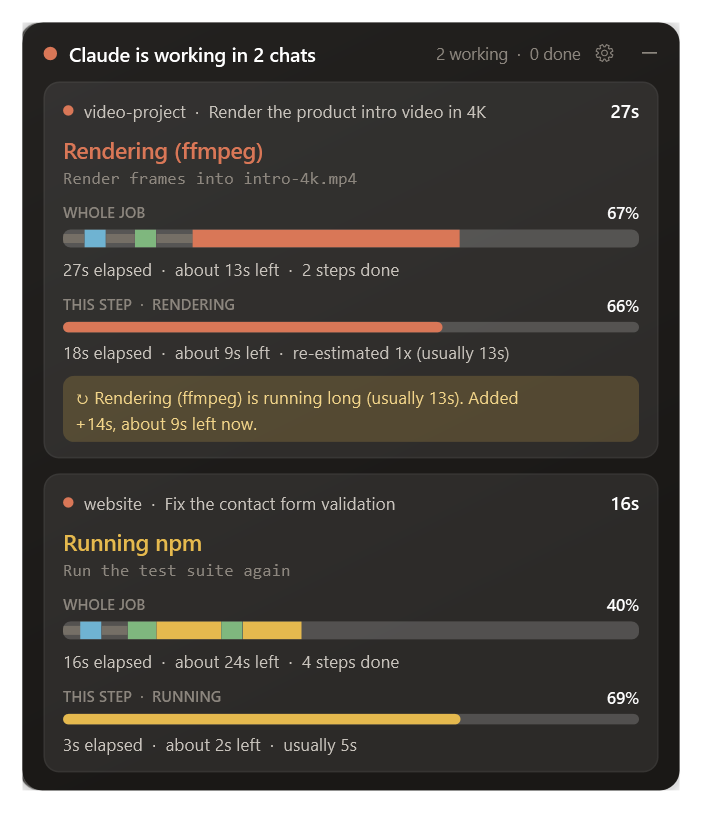 Claude is working in 2 chats 2 working · 0 done
video-project · Render the product intro video in 4K 27s
Rendering (ffmpeg)
Render frames into intro-4k.mp4
WHOLE JOB 67%
27s elapsed · about 13s left · 2 steps done
THIS STEP · RENDERING 66%
18s elapsed · about 9s left · re-estimated 1x (usually 13s)
↻ Rendering (ffmpeg) is running long (usually 13s). Added
+14s, about 9s left now.
website · Fix the contact form validation 16s
Running npm
Run the test suite again
WHOLE JOB 40%
16s elapsed · about 24s left · 4 steps done
THIS STEP · RUNNING 69%
3s elapsed · about 2s left · usually 5s